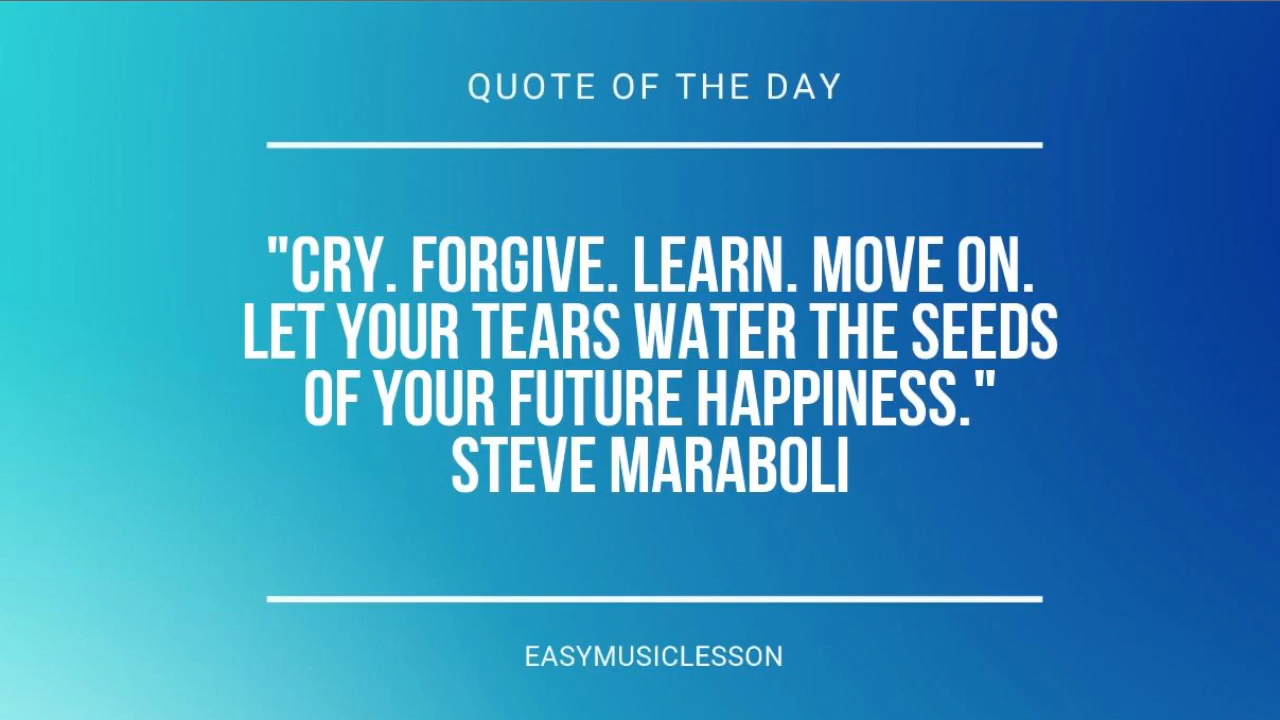 QUOTE OF THE DAY
"CRY. FORGIVE. LEARN. MOVE ON.
LET YOUR TEARS WATER THE SEEDS
OF YOUR FUTURE HAPPINESS."
STEVE MARABOLI
EASYMUSICLESSON